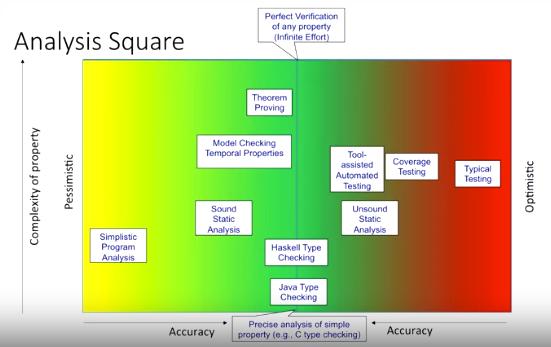 Perfect Verification
of any property
(Infinite Effort)
Analysis Square
Complexity of property
Pessimistic
Optimistic
Theorem
Proving
Model Checking
Temporal Properties
Tool-
assisted
Automated
Testing
Coverage
Testing
Typical
Testing
Sound
Static
Analysis
Unsound
Static
Analysis
Simplistic
Program
Analysis
Haskell Type
Checking
Java Type
Checking
Accuracy
Precise analysis of simple
property (e.g., C type checking)
Accuracy